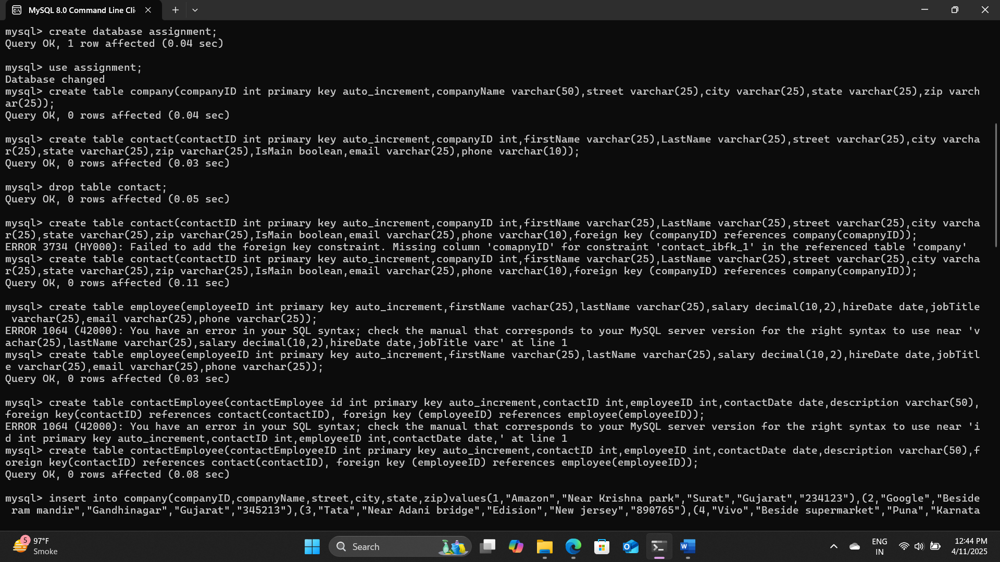 MySQL 8.0 Command Line Cli
mysql> create database assignment;
Query OK, 1 row affected (0.04 sec)
mysql> use assignment;
Database changed
mysql> create table company(companyID int primary key auto_increment,companyName varchar(50),street varchar(25),city varchar(25),state varchar(25),zip varch
ar(25));
Query OK, 0 rows affected (0.04 sec)
mysql> create table contact(contactID int primary key auto_increment,companyID int,firstName varchar(25),LastName varchar(25),street varchar(25),city varcha
r(25),state varchar(25),zip varchar(25),IsMain boolean,email varchar(25),phone varchar(10));
Query OK, 0 rows affected (0.03 sec)
mysql> drop table contact;
Query OK, 0 rows affected (0.05 sec)
mysql> create table contact(contactID int primary key auto_increment,companyID int,firstName varchar(25),LastName varchar(25),street varchar(25),city varcha
r(25),state varchar(25),zip varchar(25),IsMain boolean,email varchar(25),phone varchar(10),foreign key (companyID) references company(comapnyID));
ERROR 3734 (HY000): Failed to add the foreign key constraint. Missing column 'comapnyID' for constraint 'contact_ibfk_1' in the referenced table 'company'
mysql> create table contact(contactID int primary key auto_increment,companyID int,firstName varchar(25),LastName varchar(25),street varchar(25),city varcha
r(25),state varchar(25),zip varchar(25),IsMain boolean,email varchar(25),phone varchar(10),foreign key (companyID) references company(companyID));
Query OK, 0 rows affected (0.11 sec)
mysql> create table employee(employeeID int primary key auto_increment,firstName vachar(25),lastName varchar(25),salary decimal(10,2),hireDate date,jobTitle
varchar(25),email varchar(25),phone varchar(25));
ERROR 1064 (42000): You have an error in your SQL syntax; check the manual that corresponds to your MySQL server version for the right syntax to use near 'v
achar(25),lastName varchar(25),salary decimal(10,2),hireDate date,jobTitle varc' at line 1
mysql> create table employee(employeeID int primary key auto_increment,firstName varchar(25),lastName varchar(25),salary decimal(10,2),hireDate date,jobTitl
e varchar(25),email varchar(25),phone varchar(25));
Query OK, 0 rows affected (0.03 sec)
mysql> create table contactEmployee(contactEmployee id int primary key auto_increment,contactID int,employeeID int,contactDate date,description varchar(50),
foreign key(contactID) references contact(contactID), foreign key (employeeID) references employee(employeeID));
ERROR 1064 (42000): You have an error in your SQL syntax; check the manual that corresponds to your MySQL server version for the right syntax to use near 'i
d int primary key auto_increment,contactID int,employeeID int,contactDate date,' at line 1
mysql> create table contactEmployee(contactEmployeeID int primary key auto_increment,contactID int,employeeID int,contactDate date,description varchar(50),f
oreign key(contactID) references contact(contactID), foreign key (employeeID) references employee(employeeID));
Query OK, 0 rows affected (0.08 sec)
mysql> insert into company(companyID,companyName,street,city,state,zip)values(1,"Amazon","Near Krishna park","Surat","Gujarat","234123"),(2,"Google","Beside
ram mandir","Gandhinagar","Gujarat","345213"),(3,"Tata","Near Adani bridge","Edision","New jersey","890765"),(4,"Vivo","Beside supermarket","Puna","Karnata
5
97°F
Smoke
Search
ENG
IN
12:44 PM
4/11/2025